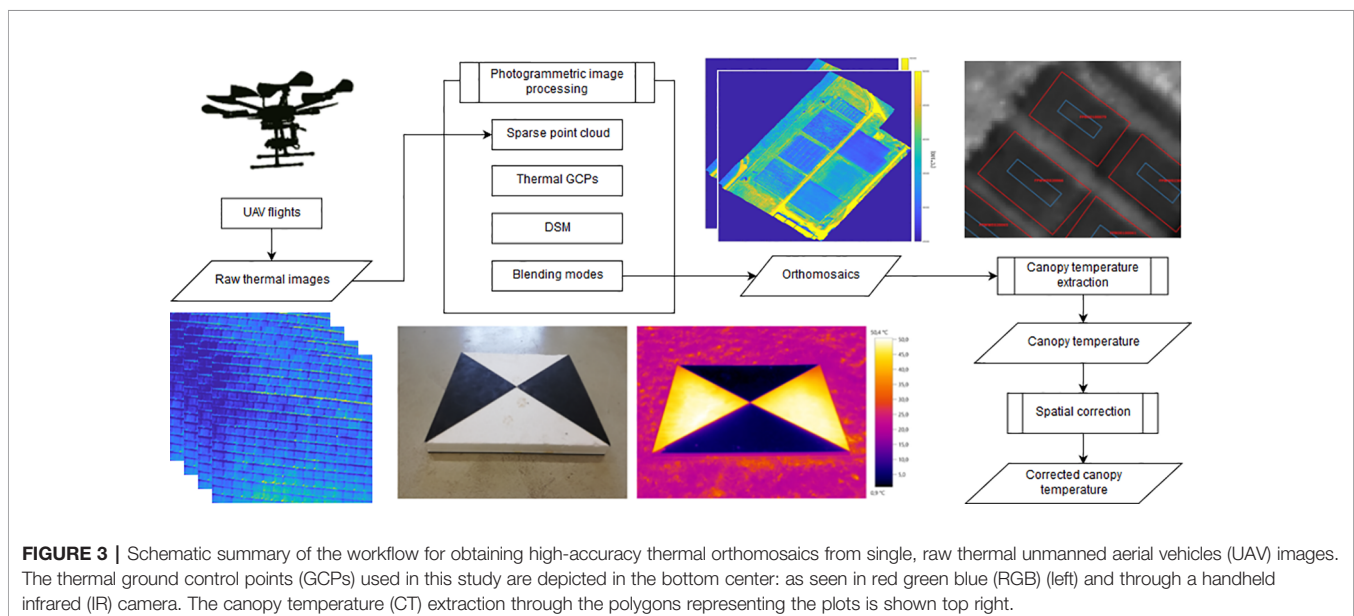 Photogrammetric image
processing
UAV flights
Raw thermal images
Sparse point cloud
Thermal GCPs
DSM
Blending modes
Orthomosaics
Canopy temperature
extraction
Canopy temperature
Spatial correction
Corrected canopy
temperature
50,4 °C
50,0
45,0
40,0
35,0
30,0
25,0
20,0
15,0
10,0
5,0
0,9 °C
FIGURE 3 | Schematic summary of the workflow for obtaining high-accuracy thermal orthomosaics from single, raw thermal unmanned aerial vehicles (UAV) images.
The thermal ground control points (GCPs) used in this study are depicted in the bottom center: as seen in red green blue (RGB) (left) and through a handheld
infrared (IR) camera. The canopy temperature (CT) extraction through the polygons representing the plots is shown top right.